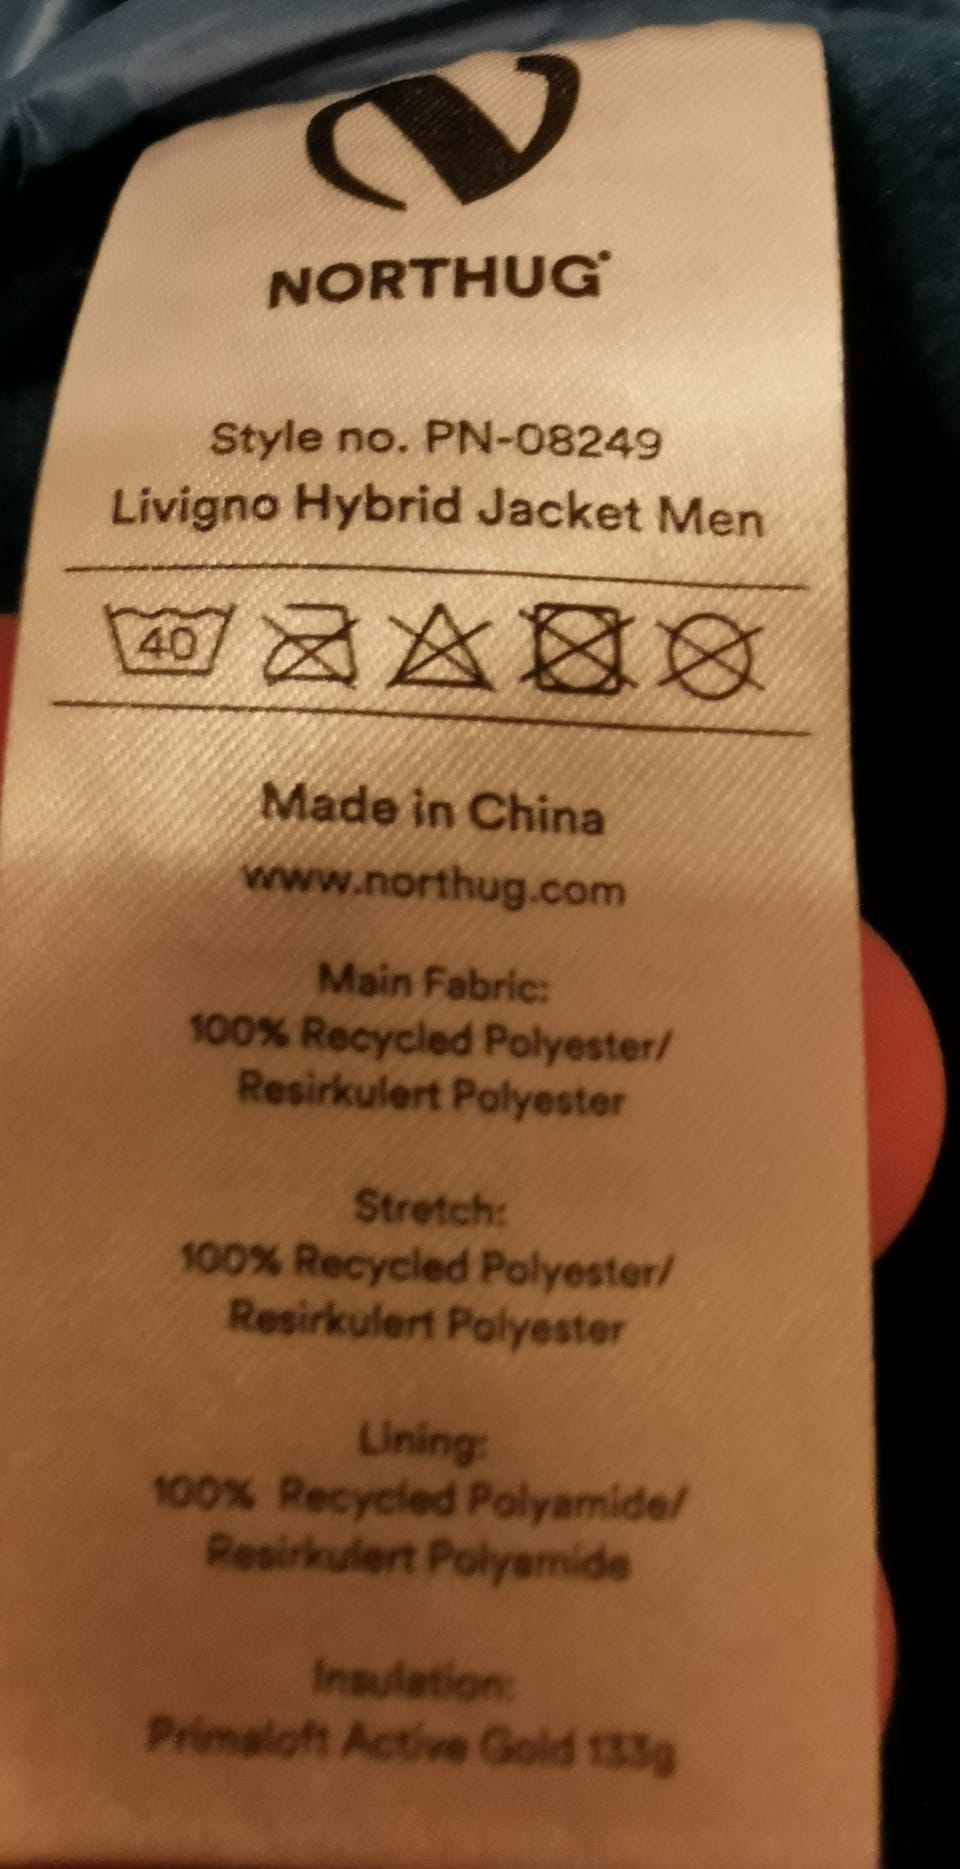 NORTHUG
Style no. PN-08249
Livigno Hybrid Jacket Men
40
Made in China
www.northug.com
Main Fabric:
100% Recycled Polyester/
Resirkulert Polyester
Stretch:
100% Recycled Polyester/
Resirkulert Polyester
Lining:
100% Recycled Polyamide/
Resirkulert Polyamide
Insulation:
Primaloft Active Gold 133g